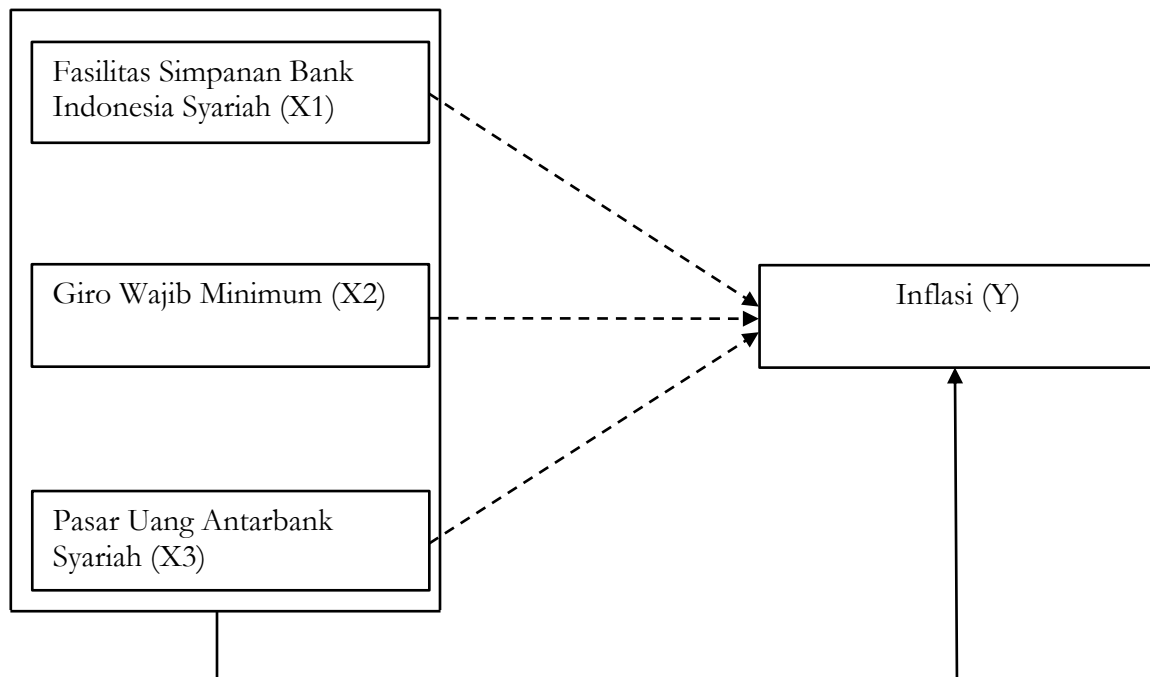 Fasilitas Simpanan Bank
Indonesia Syariah (X1)
Giro Wajib Minimum (X2)
Inflasi (Y)
Pasar Uang Antarbank
Syariah (X3)